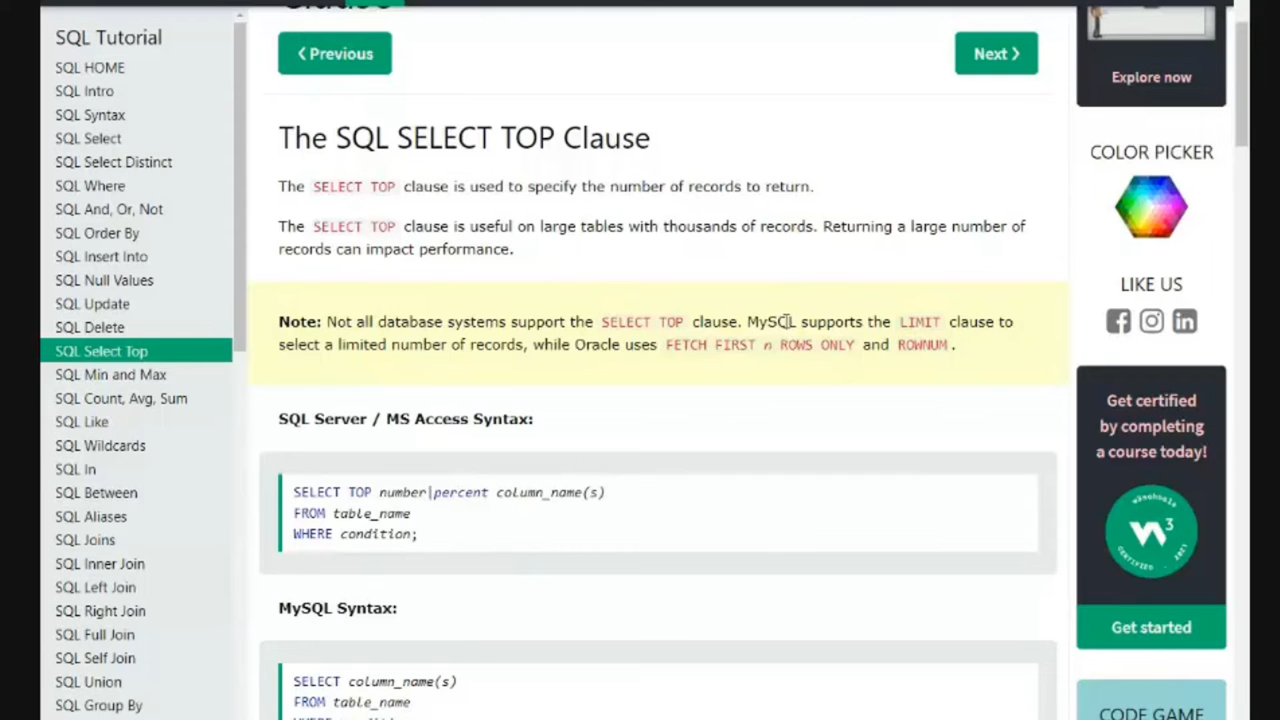 SQL Tutorial
SQL HOME
SQL Intro
SQL Syntax
SQL Select
SQL Select Distinct
SQL Where
SQL And, Or, Not
SQL Order By
SQL Insert Into
SQL Null Values
SQL Update
SQL Delete
SQL Select Top
SQL Min and Max
SQL Count, Avg, Sum
SQL Like
SQL Wildcards
SQL In
SQL Between
SQL Aliases
SQL Joins
SQL Inner Join
SQL Left Join
SQL Right Join
SQL Full Join
SQL Self Join
SQL Union
SQL Group By
❮ Previous
Next ❯
The SQL SELECT TOP Clause
The SELECT TOP clause is used to specify the number of records to return.
The SELECT TOP clause is useful on large tables with thousands of records. Returning a large number of
records can impact performance.
Note: Not all database systems support the SELECT TOP clause. MySQL supports the LIMIT clause to
select a limited number of records, while Oracle uses FETCH FIRST n ROWS ONLY and ROWNUM.
SQL Server / MS Access Syntax:
SELECT TOP number|percent column_name(s)
FROM table_name
WHERE condition;
MySQL Syntax:
SELECT column_name(s)
FROM table_name
Explore now
COLOR PICKER
LIKE US
Get certified
by completing
a course today!
w3schools
w3
CERTIFIED . 2021
Get started
CODE GAME